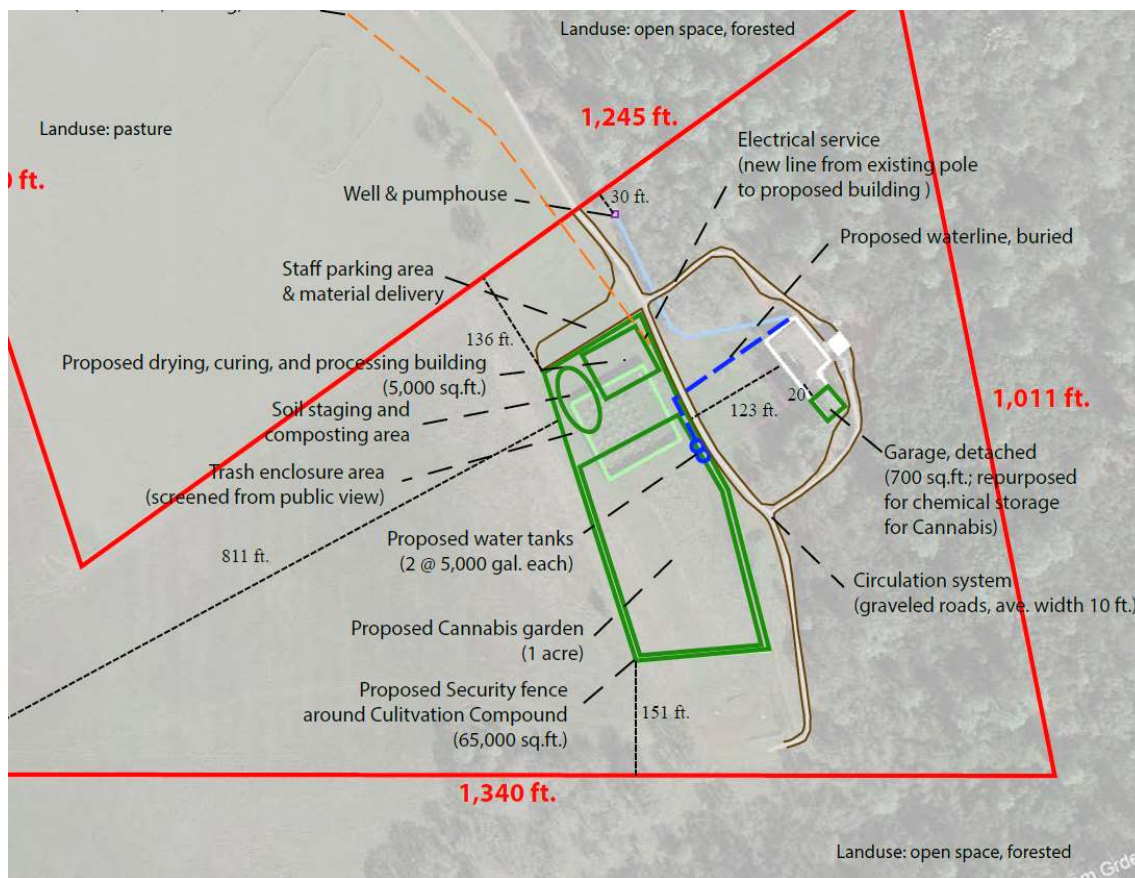 Landuse: open space, forested
1,245 ft.
Landuse: pasture
Electrical service
(new line from existing pole
to proposed building )
ft.
Well & pumphouse
30 ft.
Proposed waterline, buried
Staff parking area
& material delivery
136 ft.
Proposed drying, curing, and processing building
(5,000 sq.ft.)
20
123 ft.
1,011 ft.
Soil staging and
composting area
Garage, detached
(700 sq.ft.; repurposed
for chemical storage
for Cannabis)
Trash enclosure area
(screened from public view)
811 ft.
Proposed water tanks
(2 @ 5,000 gal. each)
Circulation system
(graveled roads, ave. width 10 ft.)
Proposed Cannabis garden
(1 acre)
Proposed Security fence
around Culitvation Compound
(65,000 sq.ft.)
151 ft.
1,340 ft.
Landuse: open space, forested